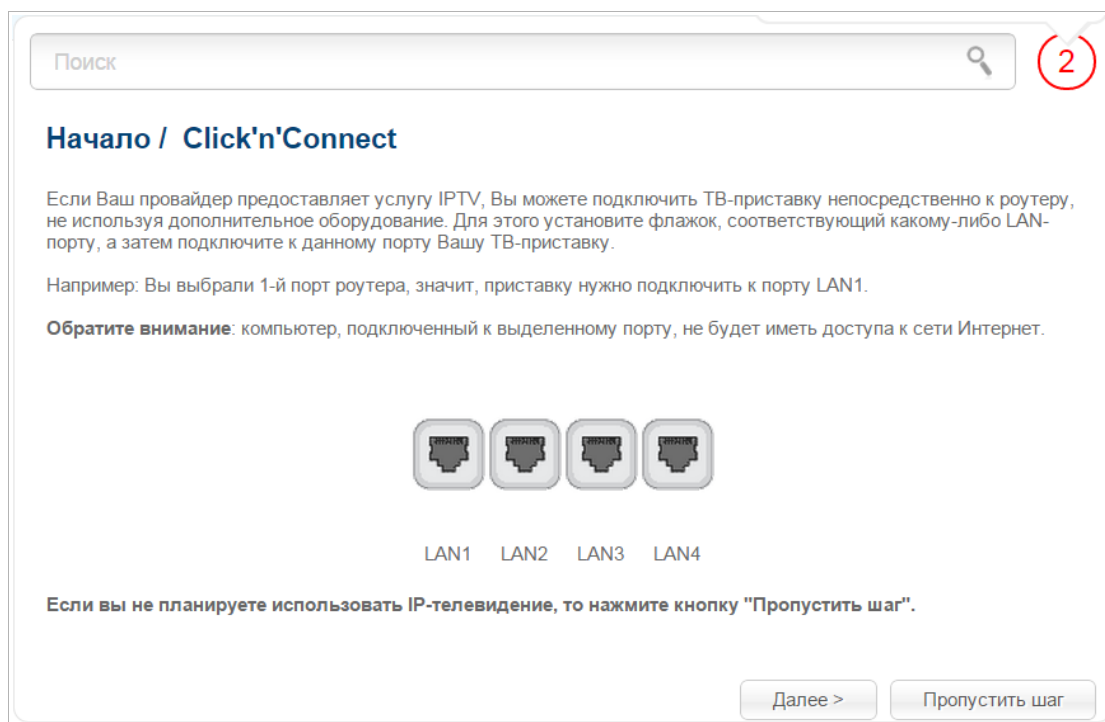 Поиск
2
Начало / Click'n'Connect
Если Ваш провайдер предоставляет услугу IPTV, Вы можете подключить ТВ-приставку непосредственно к роутеру,
не используя дополнительное оборудование. Для этого установите флажок, соответствующий какому-либо LAN-
порту, а затем подключите к данному порту Вашу ТВ-приставку.
Например: Вы выбрали 1-й порт роутера, значит, приставку нужно подключить к порту LAN1.
Обратите внимание: компьютер, подключенный к выделенному порту, не будет иметь доступа к сети Интернет.
LAN1 LAN2 LAN3 LAN4
Если вы не планируете использовать IP-телевидение, то нажмите кнопку "Пропустить шаг".
Далее > Пропустить шаг